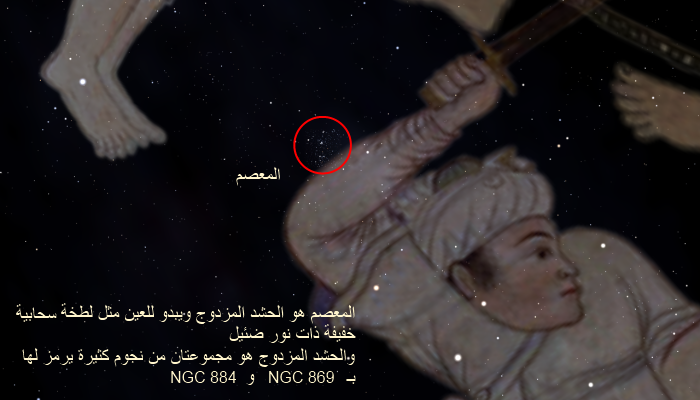 المعصم
المعصم هو الحشد المزدوج ويبدو للعين مثل لطخة سحابية
خفيفة ذات نور ضئيل
والحشد المزدوج هو مجموعتان من نجوم كثيرة يرمز لها .
بـ NGC 869 و NGC 884